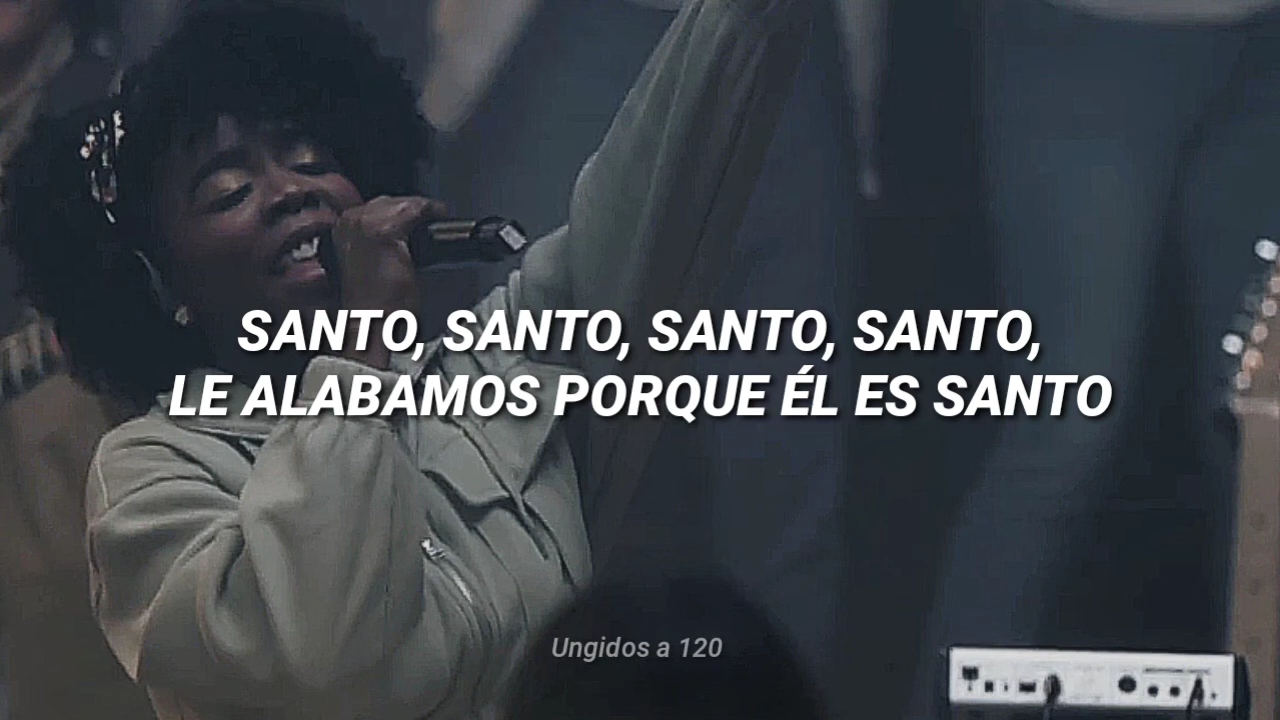 SANTO, SANTO, SANTO, SANTO,
LE ALABAMOS PORQUE ÉL ES SANTO
Ungidos a 120